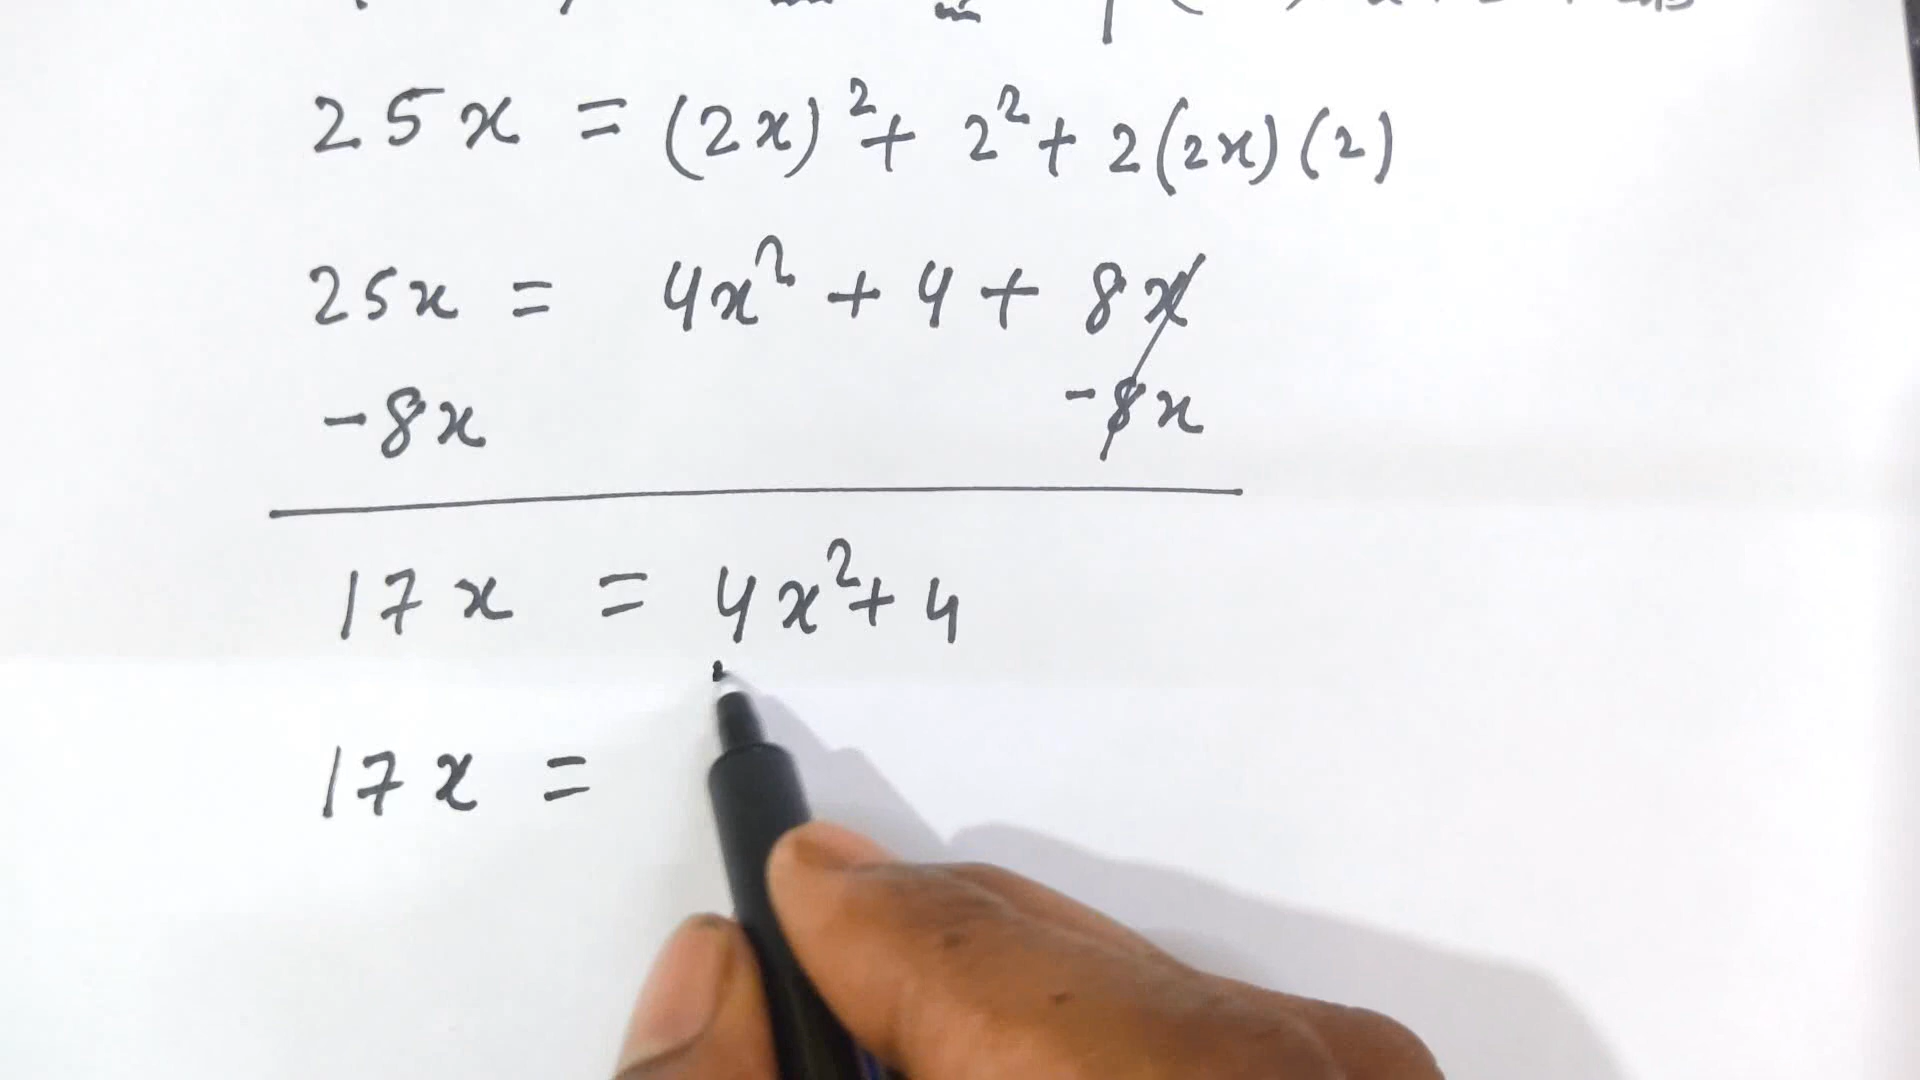 25x = (2x)² + 2² + 2(2x)(2)
25x = 4x² + 4 + 8x
-8x -8x
17x = 4x² + 4
17x =